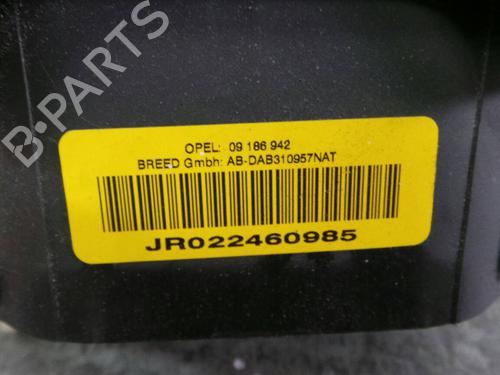 B-PARTS
OPEL: 09 186 942
BREED Gmbh: AB-DAB310957NAT
JR022460985